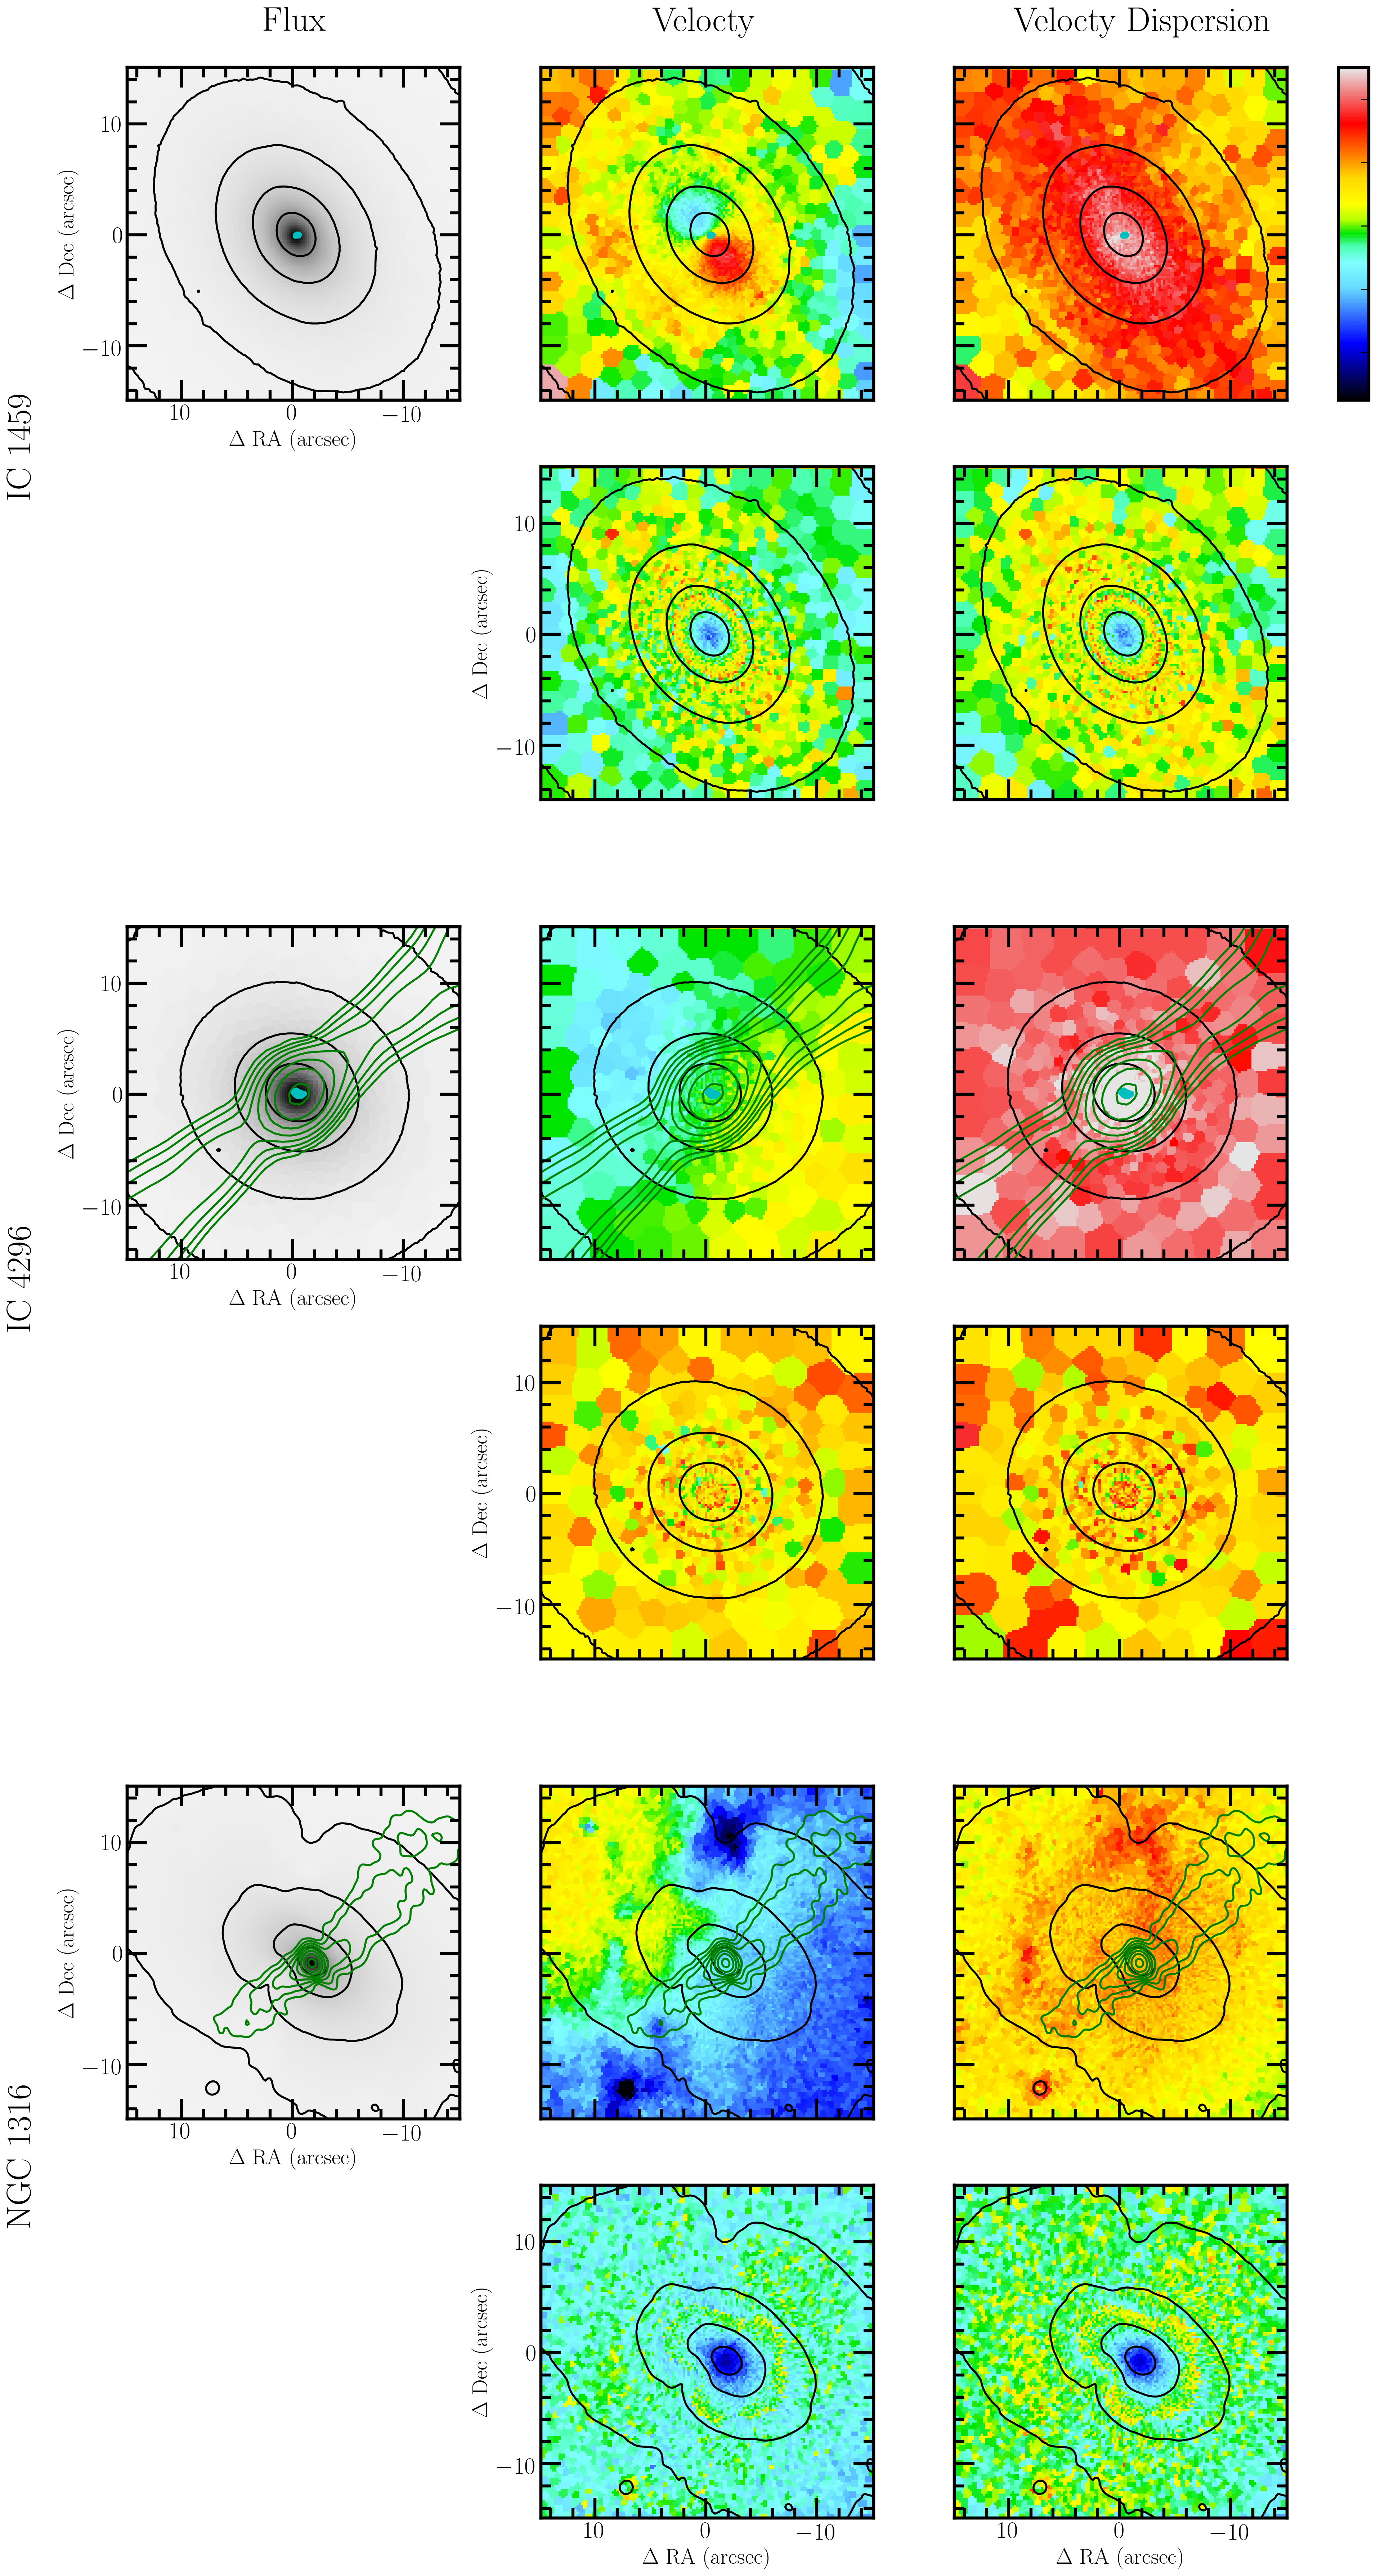 Flux
Velocty
Velocty Dispersion
IC 1459
Δ Dec (arcsec)
10
0
−10
10
0
−10
Δ RA (arcsec)
Δ Dec (arcsec)
10
0
−10
IC 4296
Δ Dec (arcsec)
10
0
−10
10
0
−10
Δ RA (arcsec)
Δ Dec (arcsec)
10
0
−10
NGC 1316
Δ Dec (arcsec)
10
0
−10
10
0
−10
Δ RA (arcsec)
Δ Dec (arcsec)
10
0
−10
10
0
−10
10
0
−10
Δ RA (arcsec)
Δ RA (arcsec)